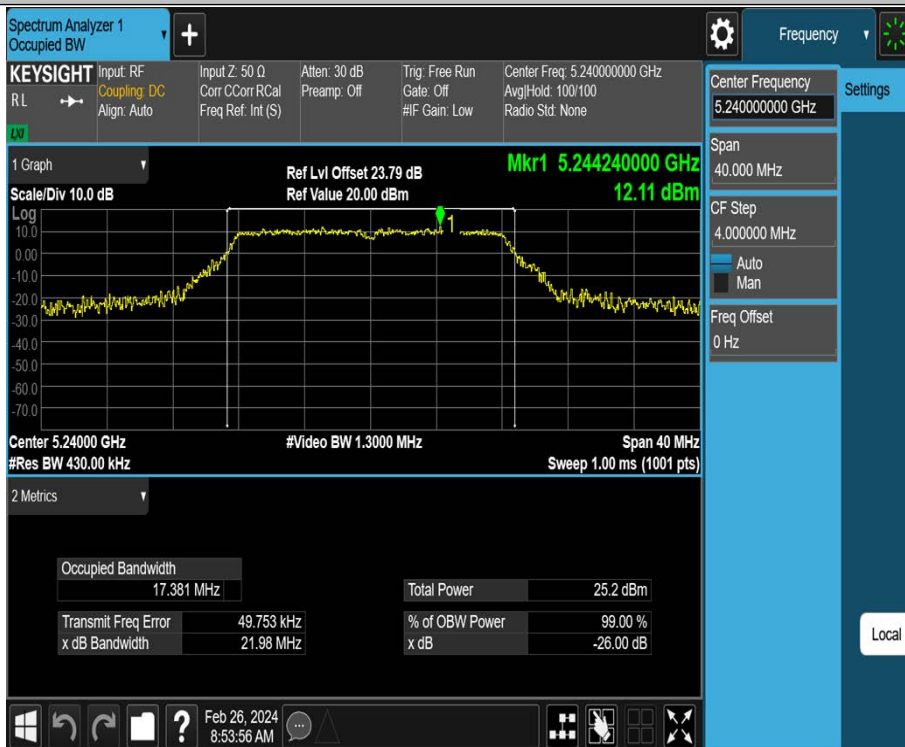 Spectrum Analyzer 1
Occupied BW
+
Frequency
KEYSIGHT
R L
LXI
Input: RF
Coupling: DC
Align: Auto
Input Z: 50 Ω
Corr CCorr RCal
Freq Ref: Int (S)
Atten: 30 dB
Preamp: Off
Trig: Free Run
Gate: Off
#IF Gain: Low
Center Freq: 5.240000000 GHz
Avg|Hold: 100/100
Radio Std: None
Center Frequency
5.240000000 GHz
Settings
Span
40.000 MHz
CF Step
4.000000 MHz
Auto
Man
Freq Offset
0 Hz
Local
1 Graph
Scale/Div 10.0 dB
Ref Lvl Offset 23.79 dB
Ref Value 20.00 dBm
Mkr1 5.244240000 GHz
12.11 dBm
Log
10.0
0.00
-10.0
-20.0
-30.0
-40.0
-50.0
-60.0
-70.0
1
Center 5.24000 GHz
#Video BW 1.3000 MHz
Span 40 MHz
#Res BW 430.00 kHz
Sweep 1.00 ms (1001 pts)
2 Metrics
Occupied Bandwidth
17.381 MHz
Total Power 25.2 dBm
Transmit Freq Error 49.753 kHz
% of OBW Power 99.00 %
x dB Bandwidth 21.98 MHz
x dB -26.00 dB
?
Feb 26, 2024
8:53:56 AM